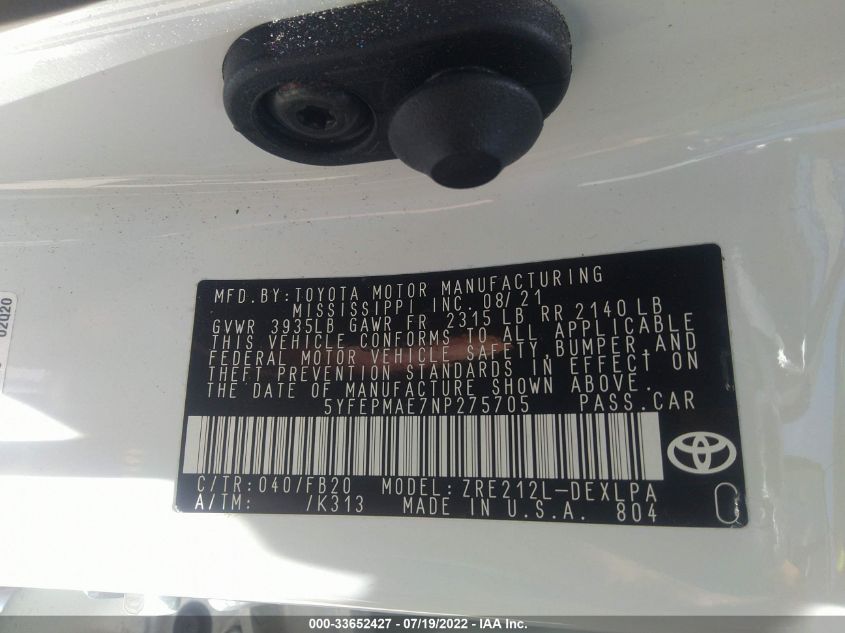 MFD.BY:TOYOTA MOTOR MANUFACTURING
MISSISSIPPI INC. 08/21
GVWR 3935LB GAWR FR 2315 LB RR 2140 LB
THIS VEHICLE CONFORMS TO ALL APPLICABLE
FEDERAL MOTOR VEHICLE SAFETY,BUMPER,AND
THEFT PREVENTION STANDARDS IN EFFECT ON
THE DATE OF MANUFACTURE SHOWN ABOVE.
5YFEPMAE7NP275705 PASS.CAR
C/TR: 040/FB20 MODEL: ZRE212L-DEXLPA
A/TM: /K313 MADE IN U.S.A. 804
02020
000-33652427 - 07/19/2022 - IAA Inc.